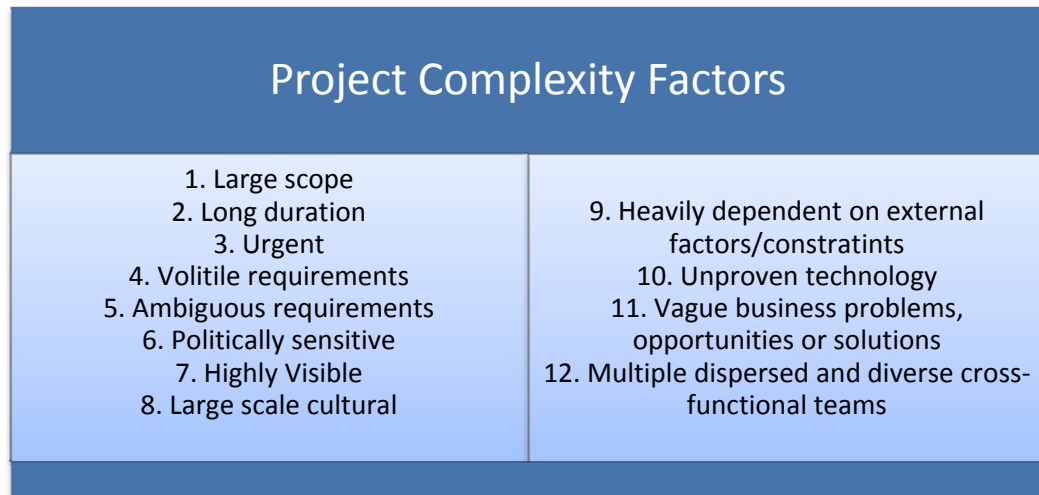 Project Complexity Factors
1. Large scope
2. Long duration
3. Urgent
4. Volitile requirements
5. Ambiguous requirements
6. Politically sensitive
7. Highly Visible
8. Large scale cultural
9. Heavily dependent on external
factors/constratints
10. Unproven technology
11. Vague business problems,
opportunities or solutions
12. Multiple dispersed and diverse cross-
functional teams